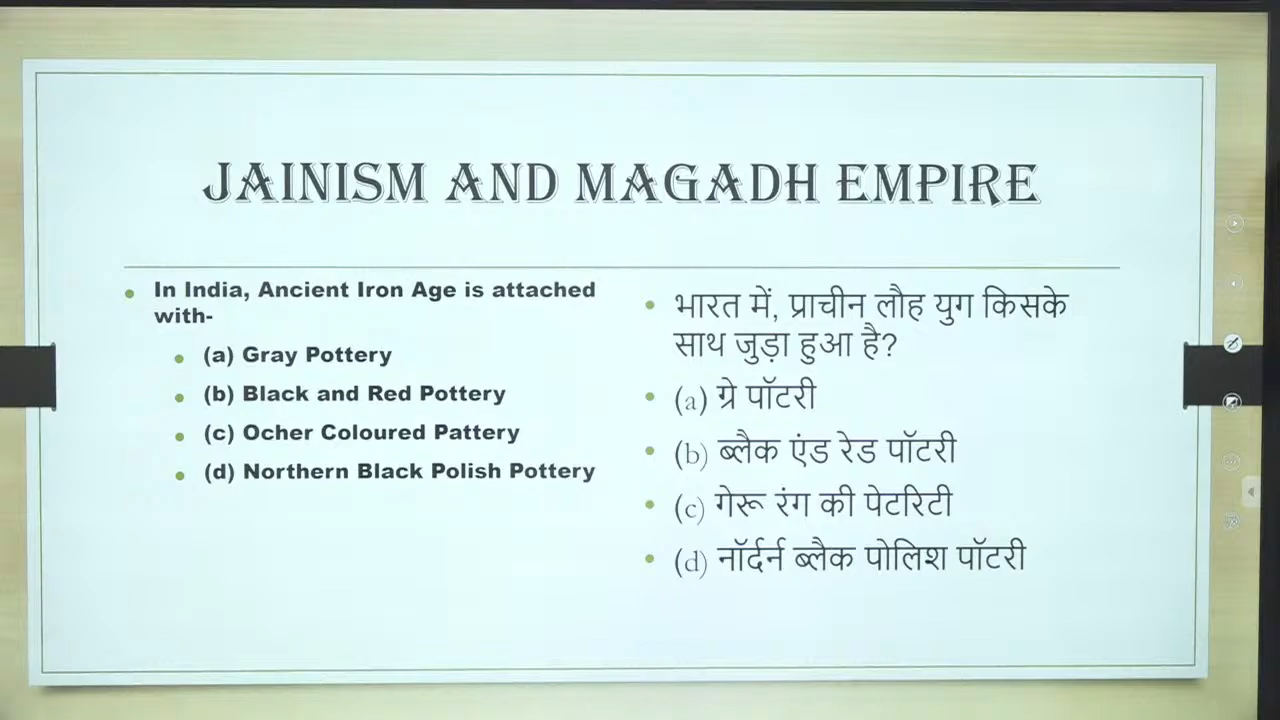 JAINISM AND MAGADH EMPIRE
In India, Ancient Iron Age is attached
with-
(a) Gray Pottery
(b) Black and Red Pottery
(c) Ocher Coloured Pattery
(d) Northern Black Polish Pottery
भारत में, प्राचीन लौह युग किसके
साथ जुड़ा हुआ है?
(a) ग्रे पॉटरी
(b) ब्लैक एंड रेड पॉटरी
(c) गेरू रंग की पेटरिटी
(d) नॉर्दर्न ब्लैक पोलिश पॉटरी